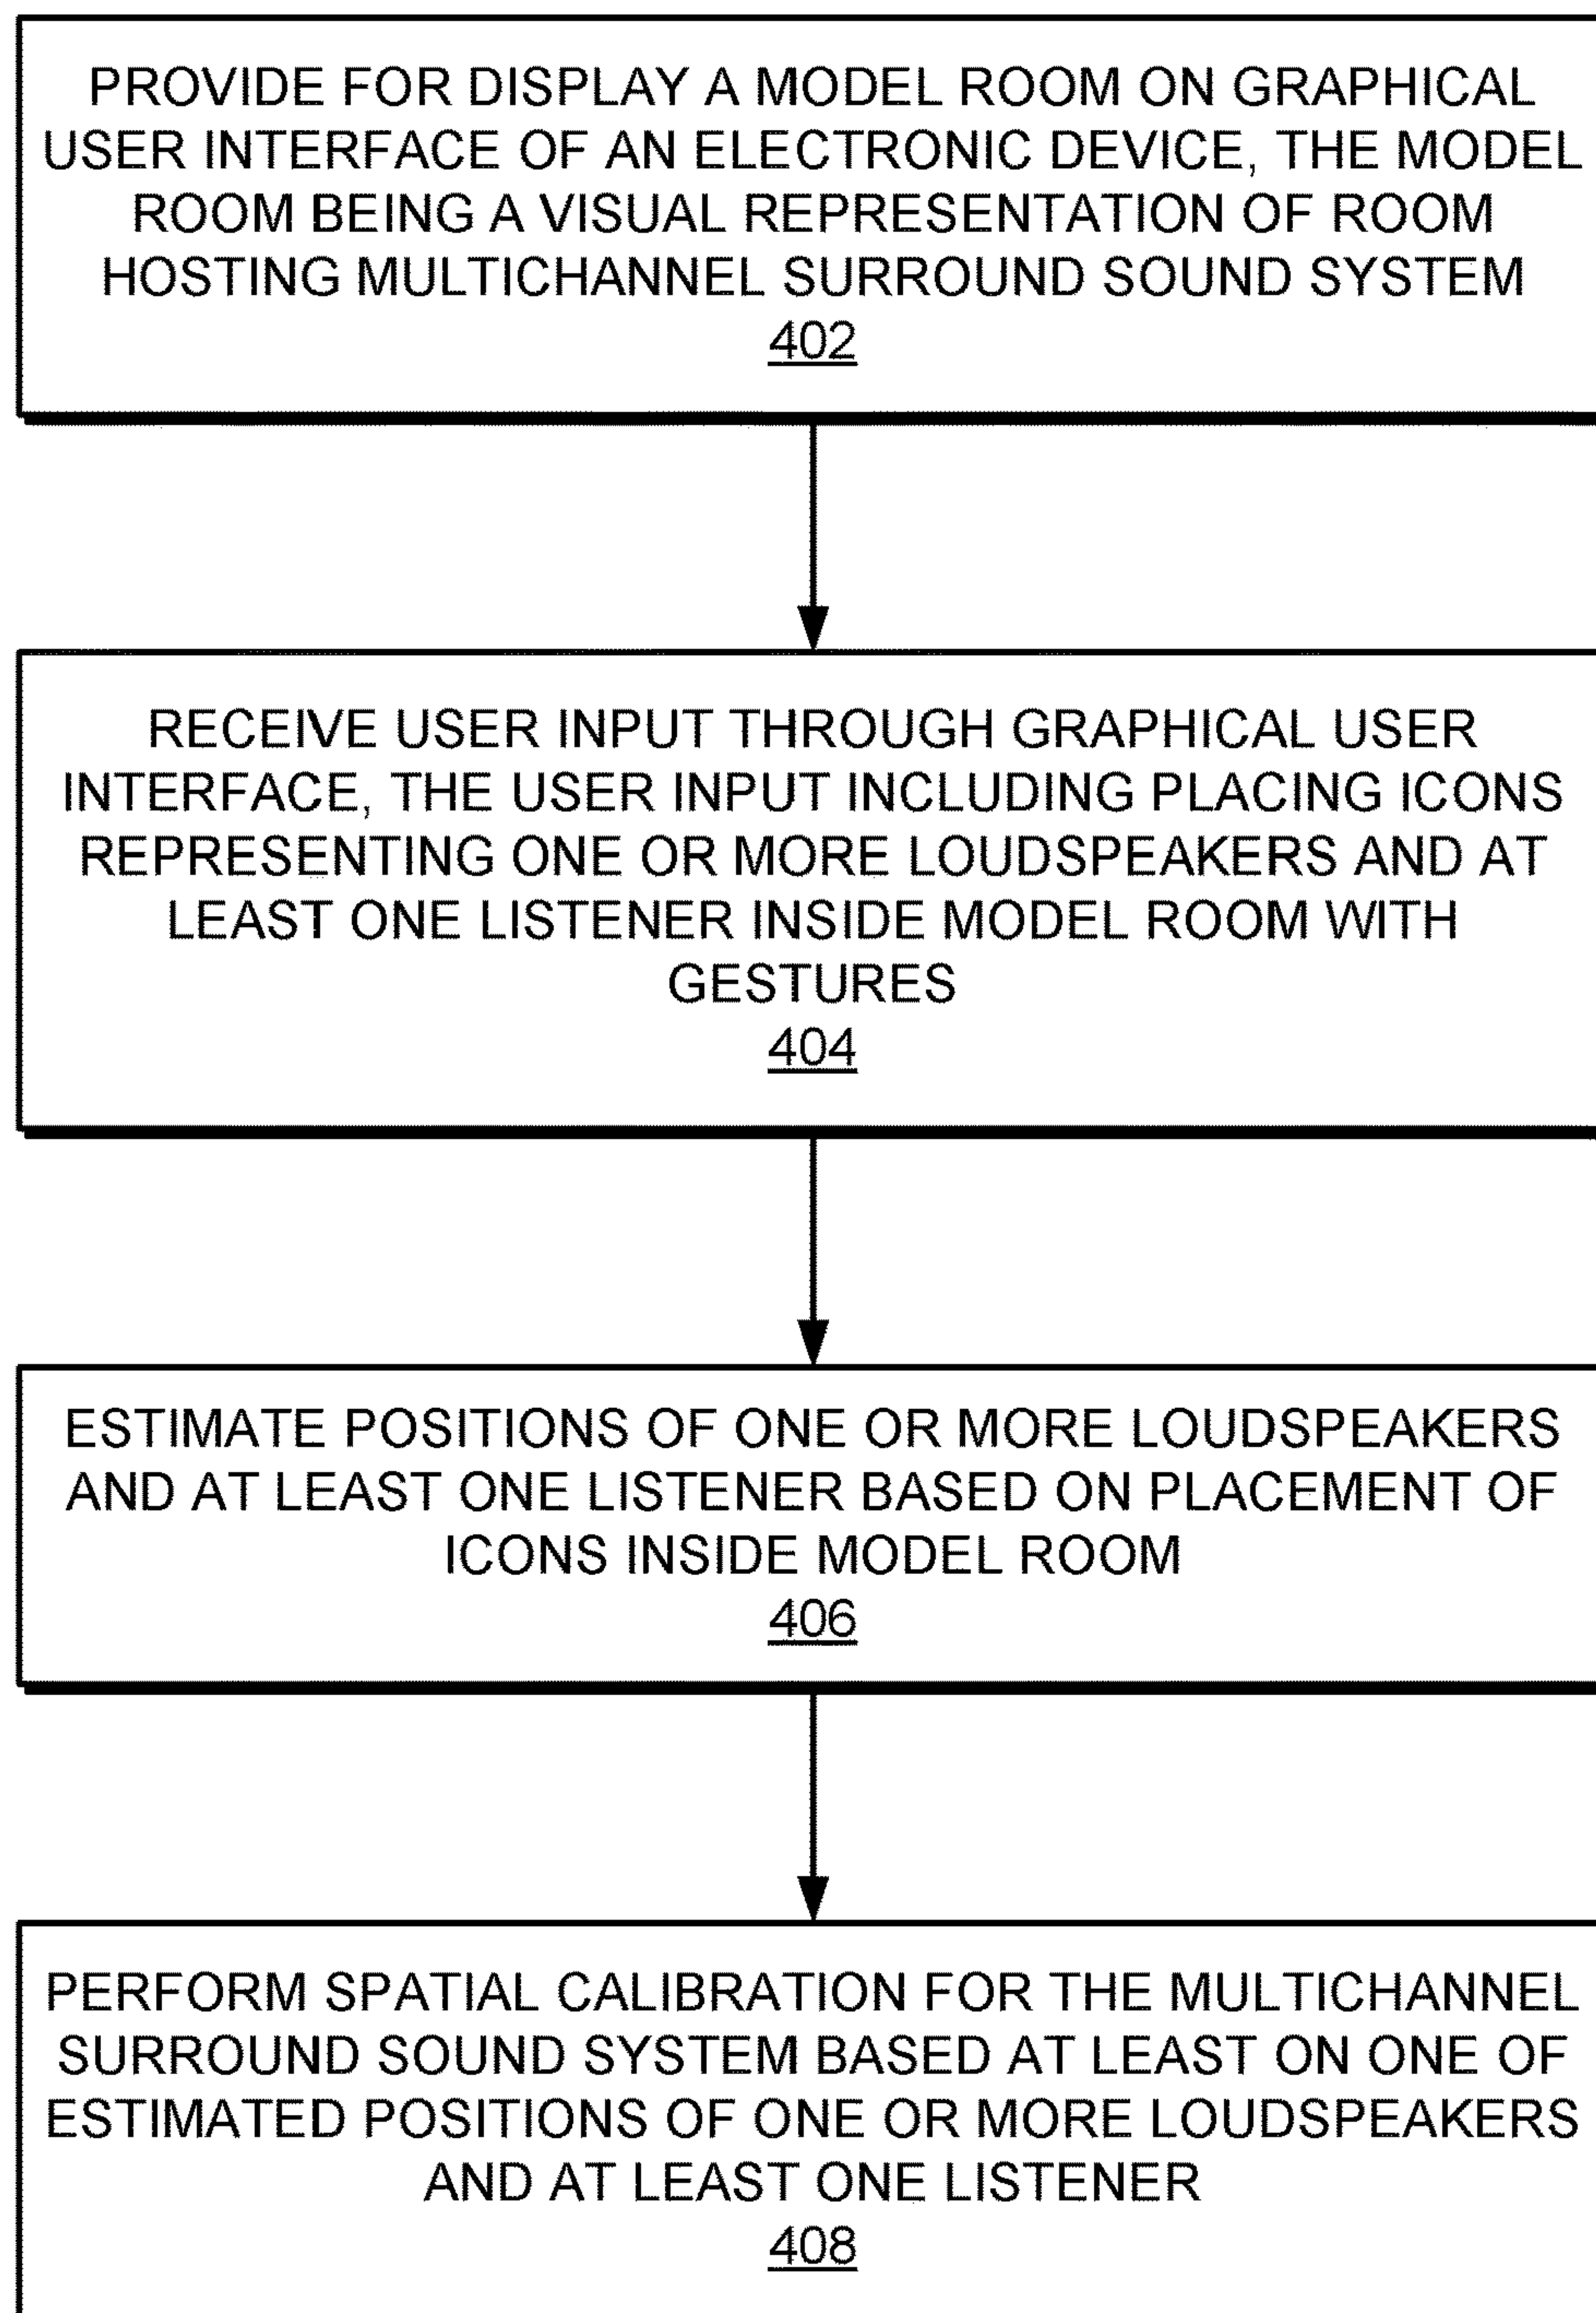 PROVIDE FOR DISPLAY A MODEL ROOM ON GRAPHICAL
USER INTERFACE OF AN ELECTRONIC DEVICE, THE MODEL
ROOM BEING A VISUAL REPRESENTATION OF ROOM
HOSTING MULTICHANNEL SURROUND SOUND SYSTEM
402
RECEIVE USER INPUT THROUGH GRAPHICAL USER
INTERFACE, THE USER INPUT INCLUDING PLACING ICONS
REPRESENTING ONE OR MORE LOUDSPEAKERS AND AT
LEAST ONE LISTENER INSIDE MODEL ROOM WITH
GESTURES
404
ESTIMATE POSITIONS OF ONE OR MORE LOUDSPEAKERS
AND AT LEAST ONE LISTENER BASED ON PLACEMENT OF
ICONS INSIDE MODEL ROOM
406
PERFORM SPATIAL CALIBRATION FOR THE MULTICHANNEL
SURROUND SOUND SYSTEM BASED AT LEAST ON ONE OF
ESTIMATED POSITIONS OF ONE OR MORE LOUDSPEAKERS
AND AT LEAST ONE LISTENER
408